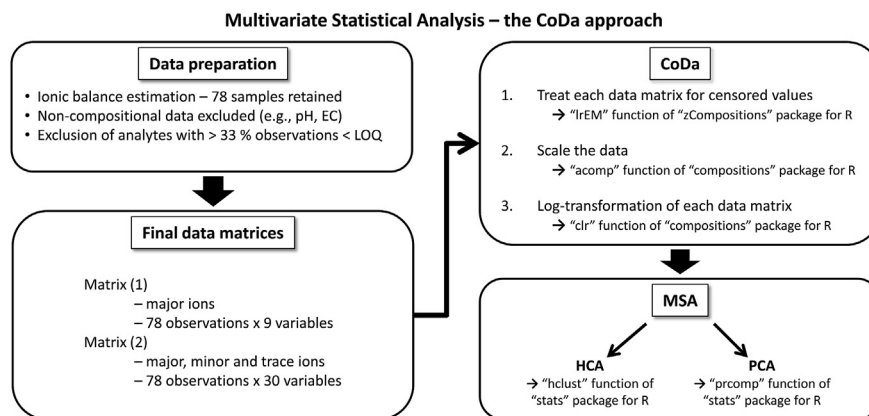 Multivariate Statistical Analysis – the CoDa approach
Data preparation
• Ionic balance estimation – 78 samples retained
• Non-compositional data excluded (e.g., pH, EC)
• Exclusion of analytes with > 33 % observations < LOQ
Final data matrices
Matrix (1)
– major ions
– 78 observations x 9 variables
Matrix (2)
– major, minor and trace ions
– 78 observations x 30 variables
CoDa
1. Treat each data matrix for censored values
→ “lrEM” function of “zCompositions” package for R
2. Scale the data
→ “acomp” function of “compositions” package for R
3. Log-transformation of each data matrix
→ “clr” function of “compositions” package for R
MSA
HCA
→ “hclust” function of
“stats” package for R
PCA
→ “prcomp” function of
“stats” package for R